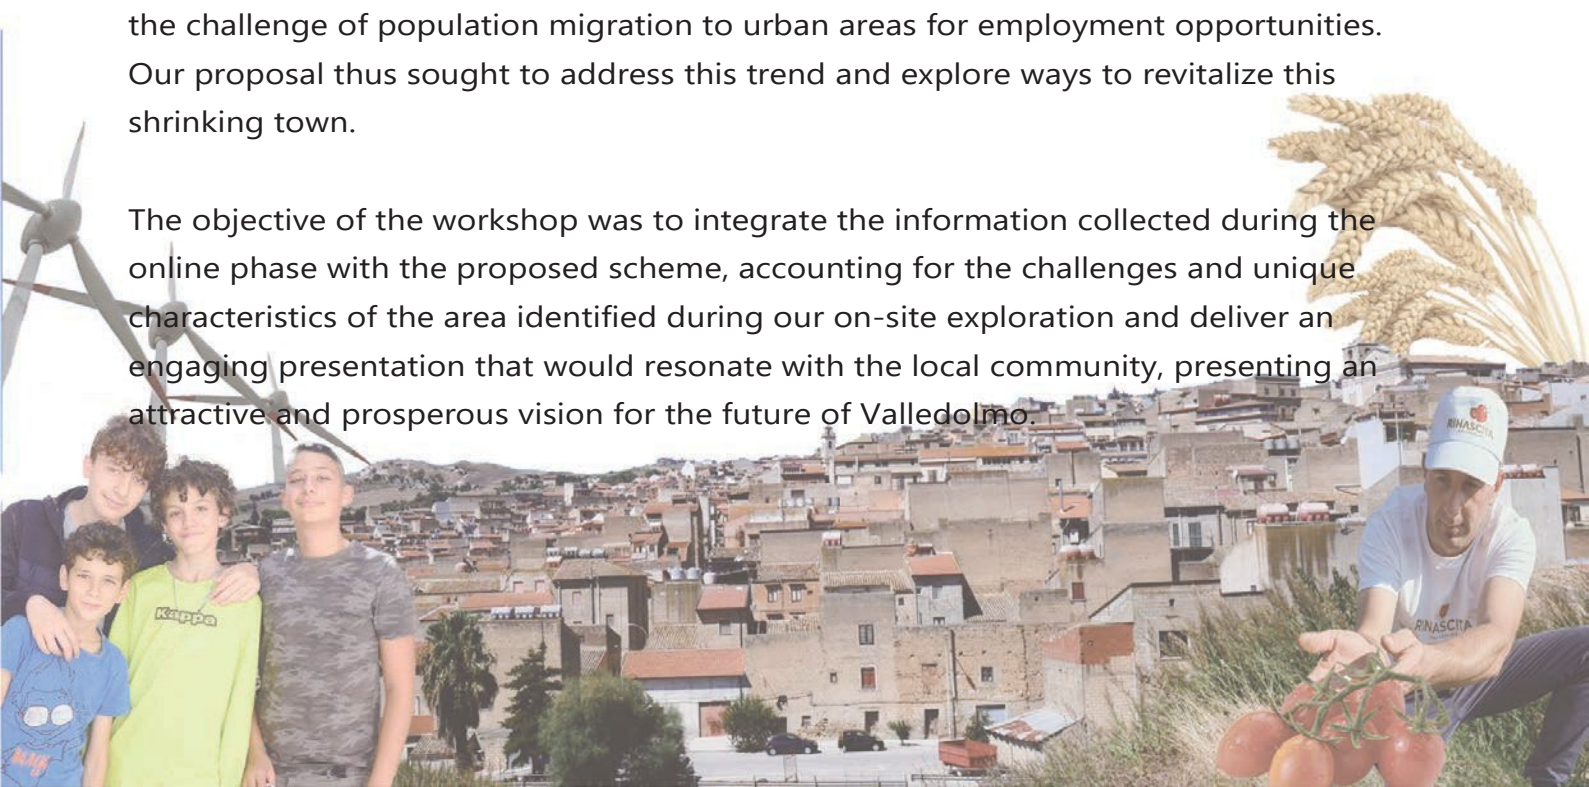 the challenge of population migration to urban areas for employment opportunities.
Our proposal thus sought to address this trend and explore ways to revitalize this
shrinking town.
The objective of the workshop was to integrate the information collected during the
online phase with the proposed scheme, accounting for the challenges and unique
characteristics of the area identified during our on-site exploration and deliver an
engaging presentation that would resonate with the local community, presenting an
attractive and prosperous vision for the future of Valledolmo.
RINASCITA
Kappa
RINASCITA